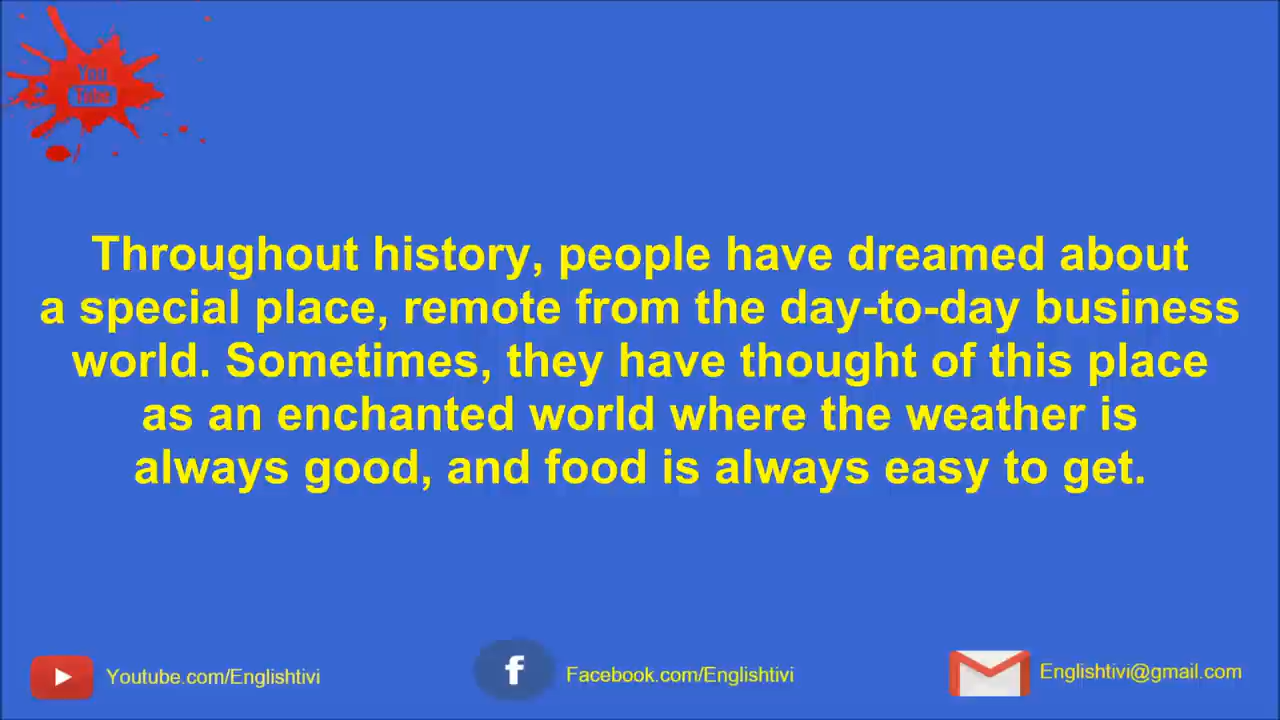 You
Tube
Throughout history, people have dreamed about
a special place, remote from the day-to-day business
world. Sometimes, they have thought of this place
as an enchanted world where the weather is
always good, and food is always easy to get.
Youtube.com/Englishtivi
f
Facebook.com/Englishtivi
Englishtivi@gmail.com